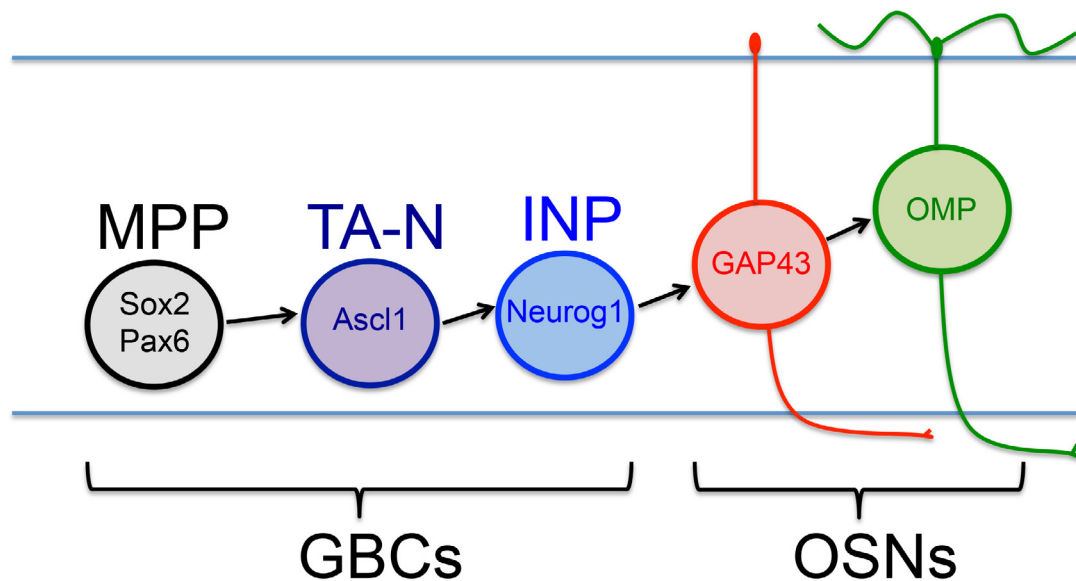 MPP
TA-N
INP
Sox2
Pax6
Ascl1
Neurog1
GAP43
OMP
GBCs
OSNs